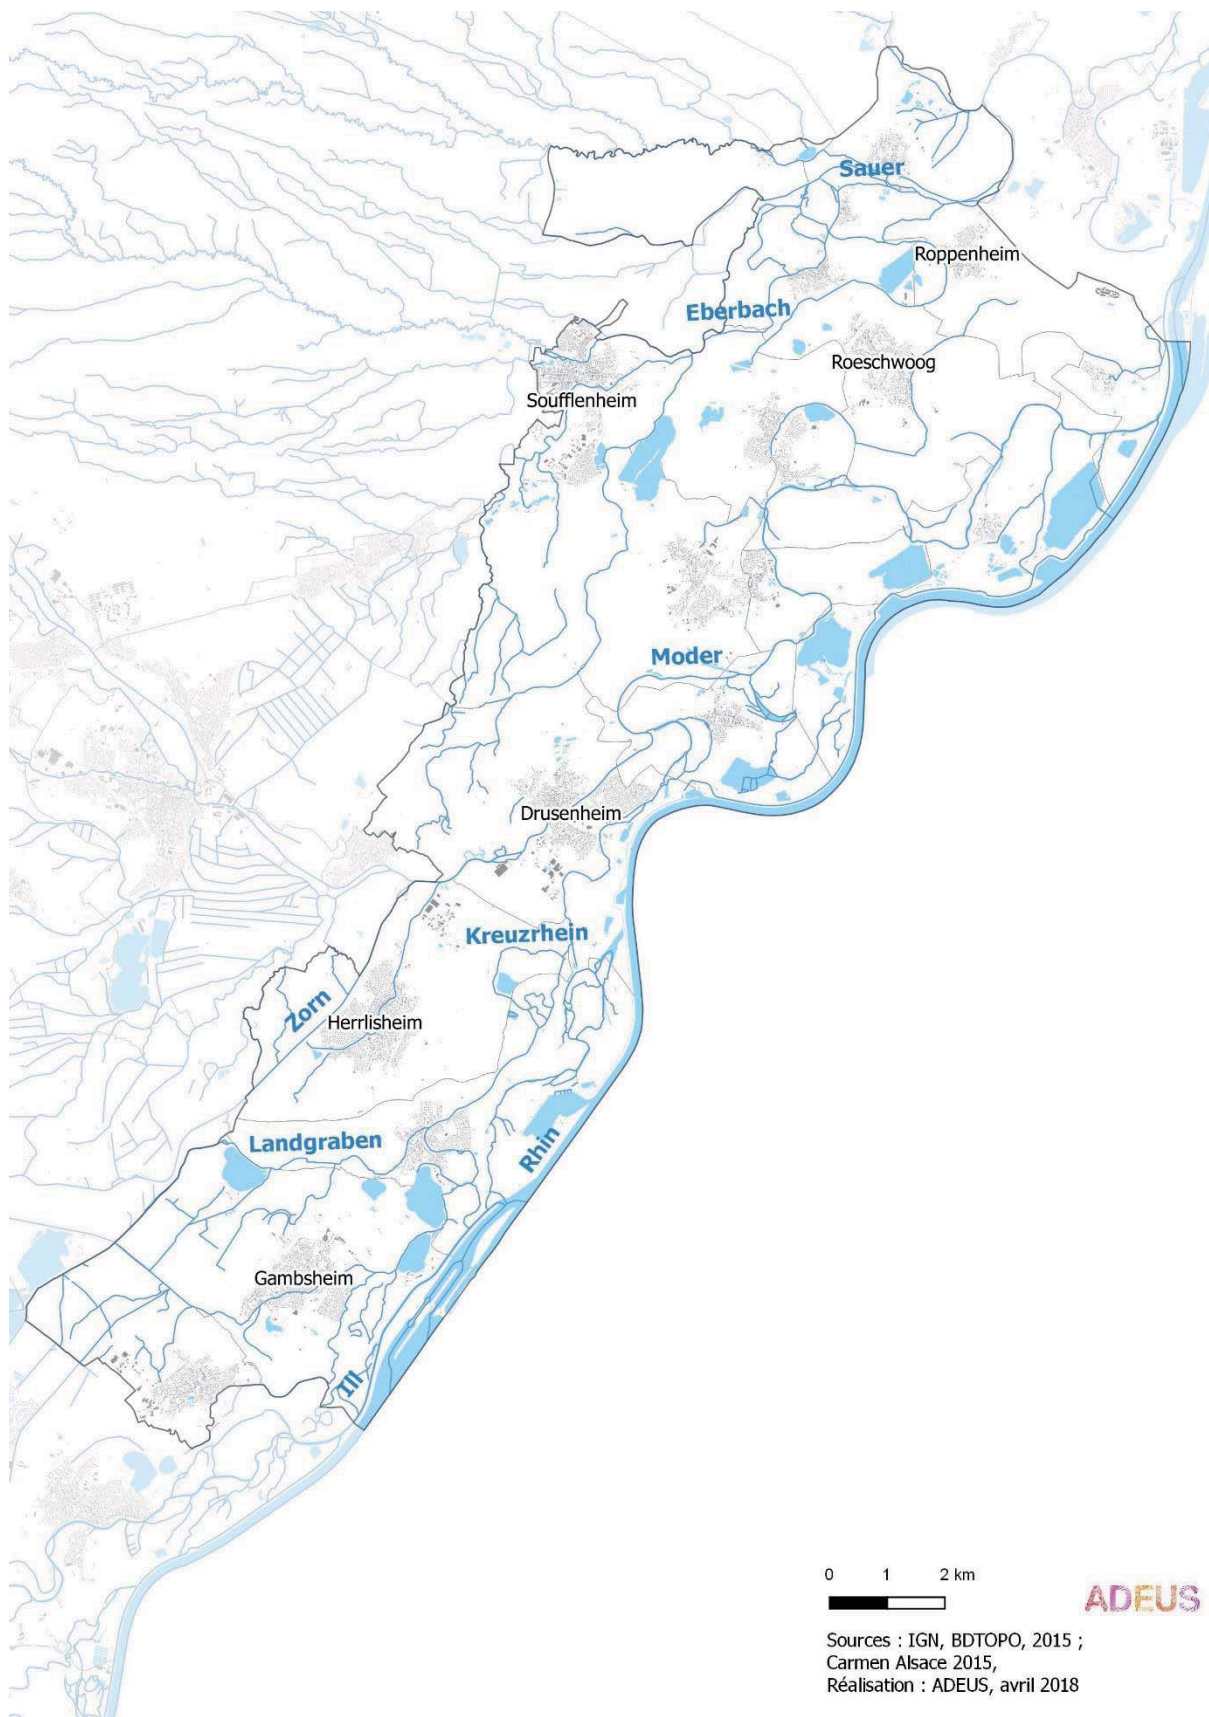 Sauer
Roppenheim
Eberbach
Roeschwoog
Soufflenheim
Moder
Drusenheim
Kreuzrhein
Zorn
Herrlisheim
Landgraben
Rhin
Gambsheim
Ill
0 1 2 km
ADEUS
Sources : IGN, BDTOPO, 2015 ;
Carmen Alsace 2015,
Réalisation : ADEUS, avril 2018